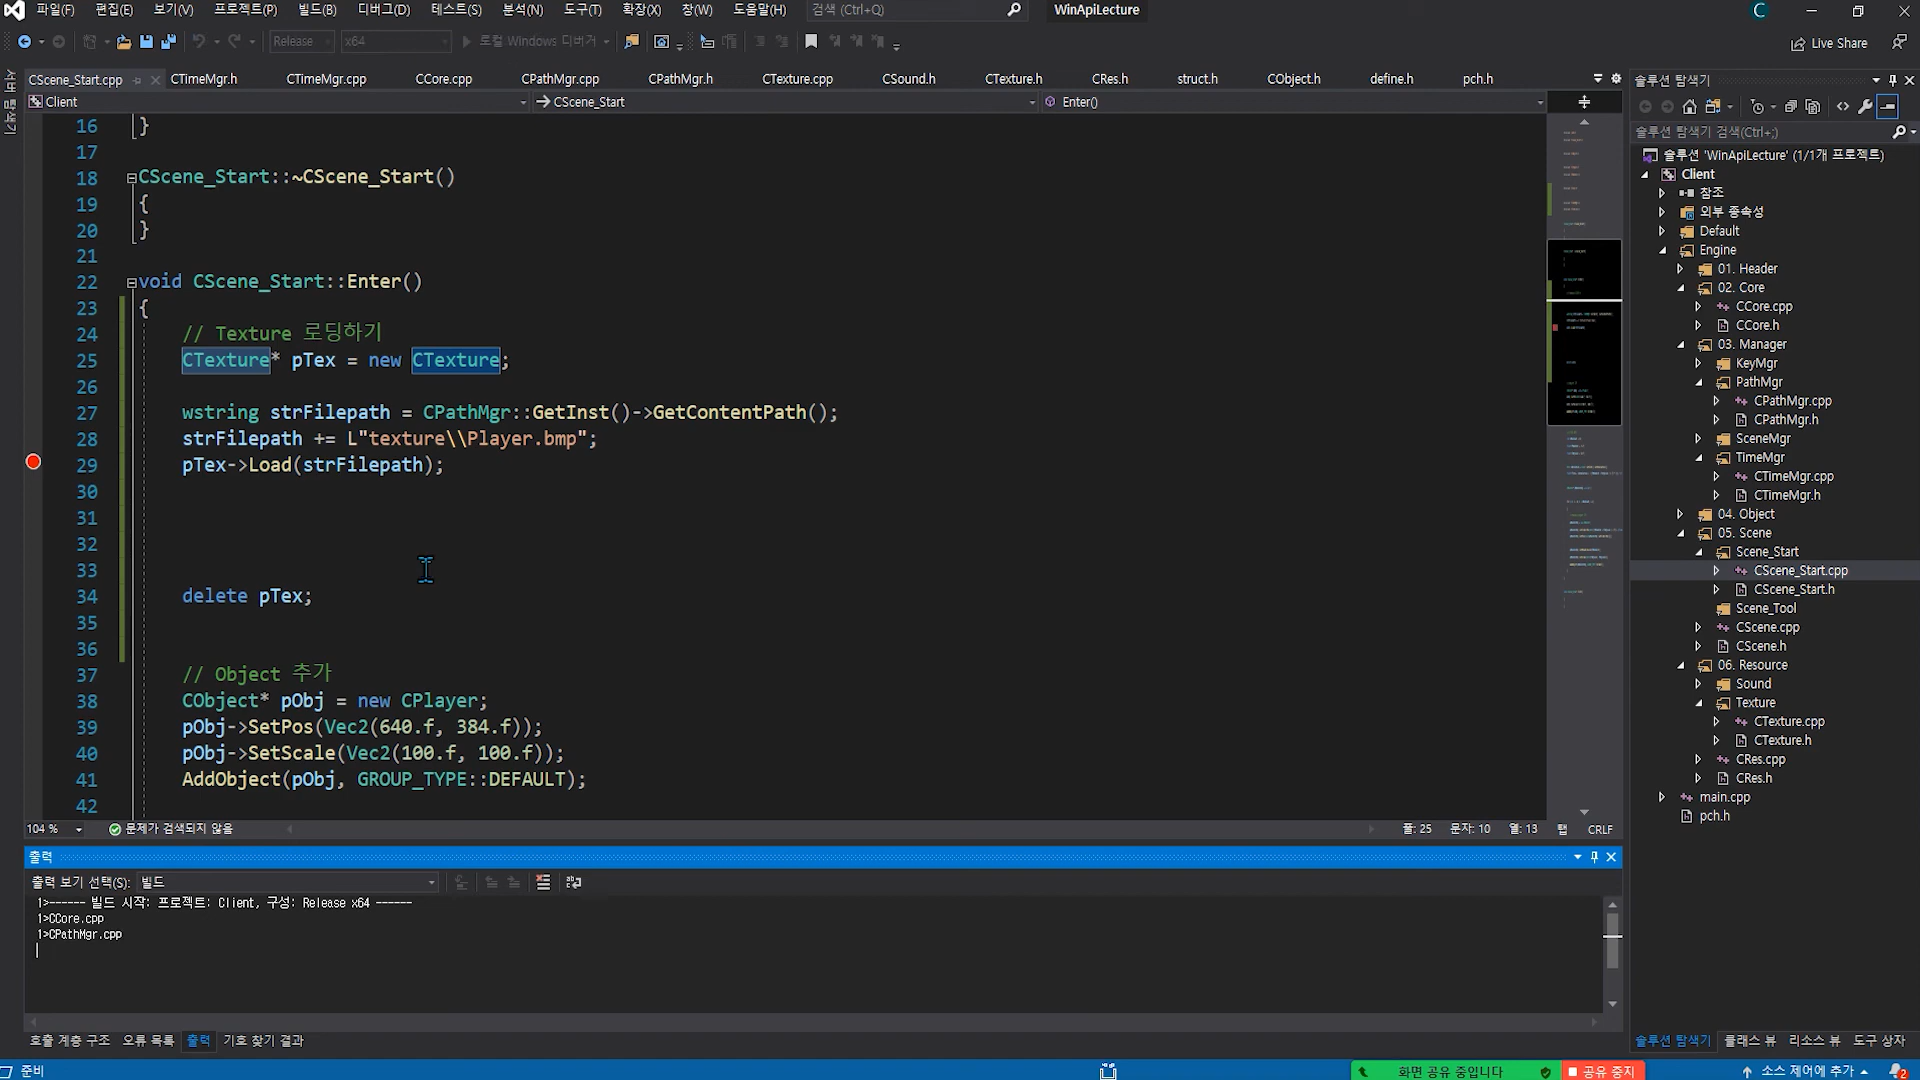 파일(F) 편집(E) 보기(V) 프로젝트(P) 빌드(B) 디버그(D) 테스트(S) 분석(N) 도구(T) 확장(X) 창(W) 도움말(H) 검색 (Ctrl+Q) WinApiLecture C
Release x64 로컬 Windows 디버거 Live Share
CScene_Start.cpp CTimeMgr.h CTimeMgr.cpp CCore.cpp CPathMgr.cpp CPathMgr.h CTexture.cpp CSound.h CTexture.h CRes.h struct.h CObject.h define.h pch.h
Client CScene_Start Enter()
16 }
17
18 CScene_Start::~CScene_Start()
19 {
20 }
21
22 void CScene_Start::Enter()
23 {
24 // Texture 로딩하기
25 CTexture* pTex = new CTexture;
26
27 wstring strFilepath = CPathMgr::GetInst()->GetContentPath();
28 strFilepath += L"texture\\Player.bmp";
29 pTex->Load(strFilepath);
30
31
32
33
34 delete pTex;
35
36
37 // Object 추가
38 CObject* pObj = new CPlayer;
39 pObj->SetPos(Vec2(640.f, 384.f));
40 pObj->SetScale(Vec2(100.f, 100.f));
41 AddObject(pObj, GROUP_TYPE::DEFAULT);
42
104 % 문제가 검색되지 않음 줄: 25 문자: 10 열: 13 탭 CRLF
출력
출력 보기 선택(S): 빌드
1>------ 빌드 시작: 프로젝트: Client, 구성: Release x64 ------
1>CCore.cpp
1>CPathMgr.cpp
호출 계층 구조 오류 목록 출력 기호 찾기 결과
준비 화면 공유 중입니다 공유 중지 소스 제어에 추가 2
솔루션 탐색기
솔루션 탐색기 검색(Ctrl+;)
솔루션 'WinApiLecture' (1/1개 프로젝트)
Client
참조
외부 종속성
Default
Engine
01. Header
02. Core
CCore.cpp
CCore.h
03. Manager
KeyMgr
PathMgr
CPathMgr.cpp
CPathMgr.h
SceneMgr
TimeMgr
CTimeMgr.cpp
CTimeMgr.h
04. Object
05. Scene
Scene_Start
CScene_Start.cpp
CScene_Start.h
Scene_Tool
CScene.cpp
CScene.h
06. Resource
Sound
Texture
CTexture.cpp
CTexture.h
CRes.cpp
CRes.h
main.cpp
pch.h
솔루션 탐색기 클래스 뷰 리소스 뷰 도구 상자